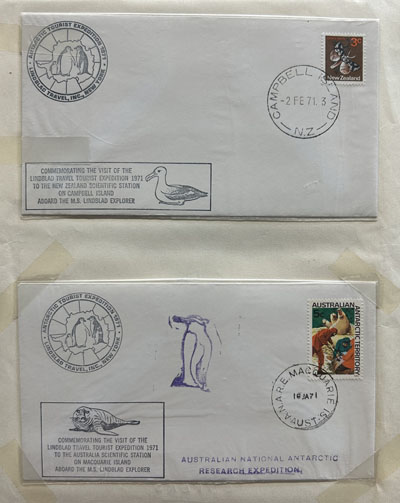 ANTARCTIC TOURIST EXPEDITION 1971
LINDBLAD TRAVEL, INC., NEW YORK
3c
New Zealand
CAMPBELL ISLAND
-2 FE 71. 3
N.Z
COMMEMORATING THE VISIT OF THE
LINDBLAD TRAVEL TOURIST EXPEDITION 1971
TO THE NEW ZEALAND SCIENTIFIC STATION
ON CAMPBELL ISLAND
ABOARD THE M.S. LINDBLAD EXPLORER
ANTARCTIC TOURIST EXPEDITION 1971
LINDBLAD TRAVEL, INC., NEW YORK
AUSTRALIAN
ANTARCTIC TERRITORY
A.N.A.R.E. MACQUARIE IS.
JA 71
AUST.
COMMEMORATING THE VISIT OF THE
LINDBLAD TRAVEL TOURIST EXPEDITION 1971
TO THE AUSTRALIA SCIENTIFIC STATION
ON MACQUARIE ISLAND
ABOARD THE M.S. LINDBLAD EXPLORER
AUSTRALIAN NATIONAL ANTARCTIC
RESEARCH EXPEDITION.